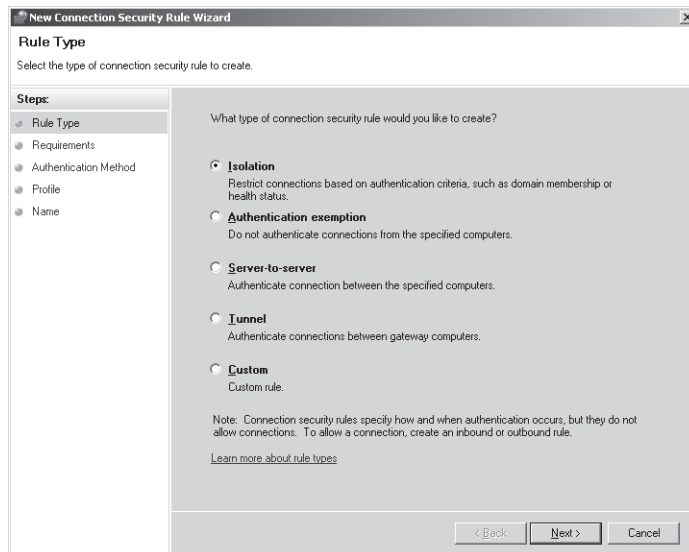 New Connection Security Rule Wizard
Rule Type
Select the type of connection security rule to create.
Steps:
Rule Type
Requirements
Authentication Method
Profile
Name
What type of connection security rule would you like to create?
Isolation
Restrict connections based on authentication criteria, such as domain membership or
health status.
Authentication exemption
Do not authenticate connections from the specified computers.
Server-to-server
Authenticate connection between the specified computers.
Tunnel
Authenticate connections between gateway computers.
Custom
Custom rule.
Note: Connection security rules specify how and when authentication occurs, but they do not
allow connections. To allow a connection, create an inbound or outbound rule.
Learn more about rule types
< Back
Next >
Cancel